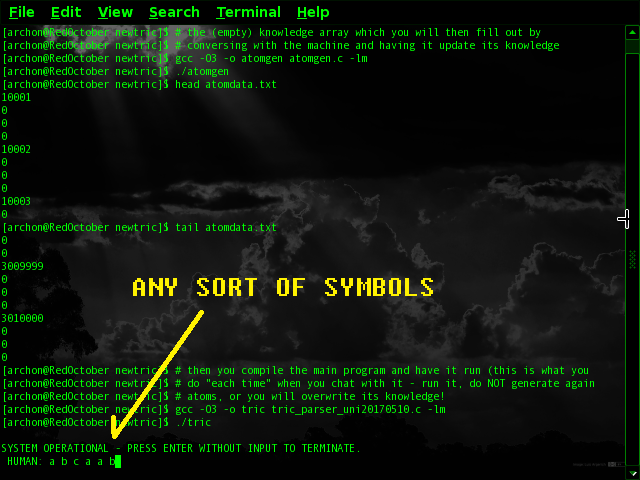 File Edit View Search Terminal Help
[archon@RedOctober newtric]$ # the (empty) knowledge array which you will then fill out by
[archon@RedOctober newtric]$ # conversing with the machine and having it update its knowledge
[archon@RedOctober newtric]$ gcc -O3 -o atomgen atomgen.c -lm
[archon@RedOctober newtric]$ ./atomgen
[archon@RedOctober newtric]$ head atomdata.txt
10001
0
0
0
10002
0
0
0
10003
0
[archon@RedOctober newtric]$ tail atomdata.txt
0
0
3009999
0
0
0
3010000
0
0
0
ANY SORT OF SYMBOLS
[archon@RedOctober newtric]$ # then you compile the main program and have it run (this is what you
[archon@RedOctober newtric]$ # do "each time" when you chat with it - run it, do NOT generate again
[archon@RedOctober newtric]$ # atoms, or you will overwrite its knowledge!
[archon@RedOctober newtric]$ gcc -O3 -o tric tric_parser_uni20170510.c -lm
[archon@RedOctober newtric]$ ./tric
SYSTEM OPERATIONAL - PRESS ENTER WITHOUT INPUT TO TERMINATE.
HUMAN: a b c a a b